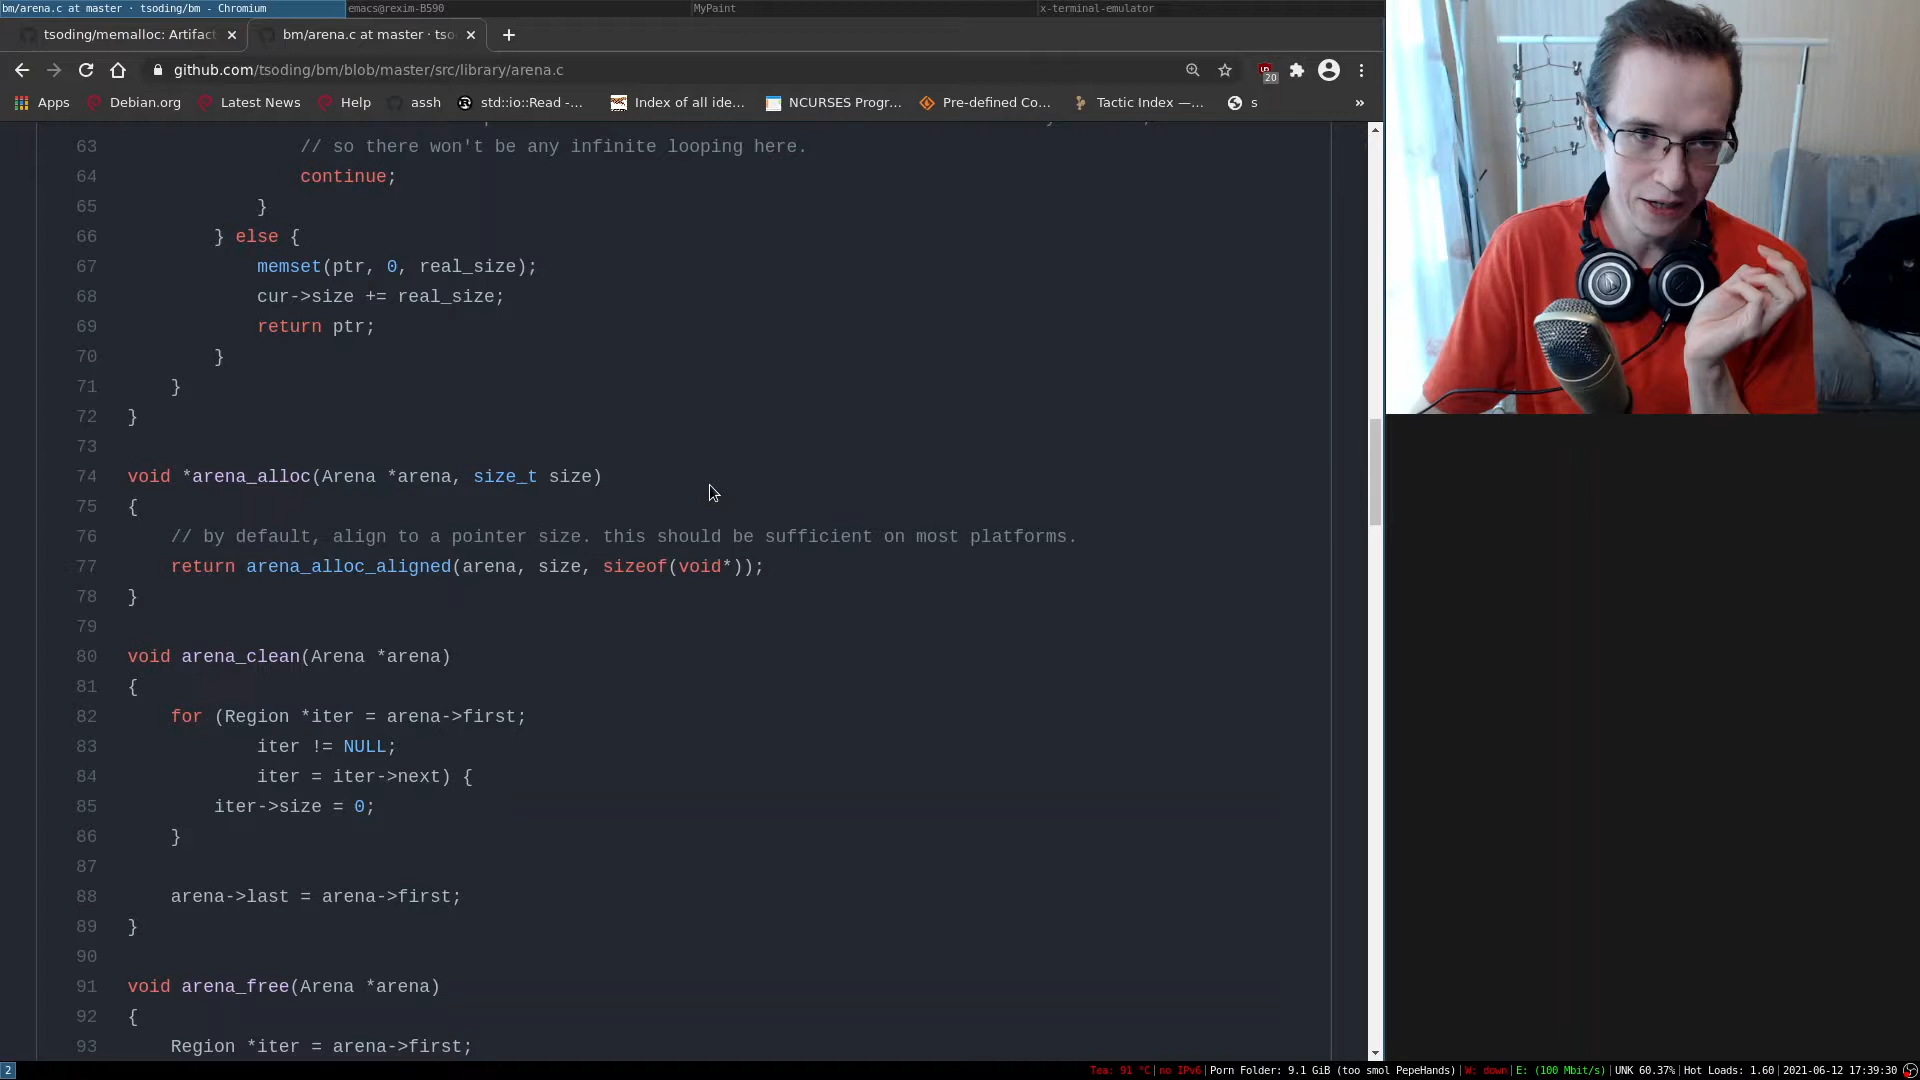 bm/arena.c at master · tsoding/bm - Chromium
emacs@rexim-B590
MyPaint
x-terminal-emulator
tsoding/memalloc: Artifact
bm/arena.c at master · tso
github.com/tsoding/bm/blob/master/src/library/arena.c
20
Apps
Debian.org
Latest News
Help
assh
std::io::Read -...
Index of all ide...
NCURSES Progr...
Pre-defined Co...
Tactic Index —...
s
»
63 // so there won't be any infinite looping here.
64 continue;
65 }
66 } else {
67 memset(ptr, 0, real_size);
68 cur->size += real_size;
69 return ptr;
70 }
71 }
72 }
73
74 void *arena_alloc(Arena *arena, size_t size)
75 {
76 // by default, align to a pointer size. this should be sufficient on most platforms.
77 return arena_alloc_aligned(arena, size, sizeof(void*));
78 }
79
80 void arena_clean(Arena *arena)
81 {
82 for (Region *iter = arena->first;
83 iter != NULL;
84 iter = iter->next) {
85 iter->size = 0;
86 }
87
88 arena->last = arena->first;
89 }
90
91 void arena_free(Arena *arena)
92 {
93 Region *iter = arena->first;
2
Tea: 91 °C|no IPv6|Porn Folder: 9.1 GiB (too smol PepeHands)|W: down|E: (100 Mbit/s)|UNK 60.37%|Hot Loads: 1.60|2021-06-12 17:39:30